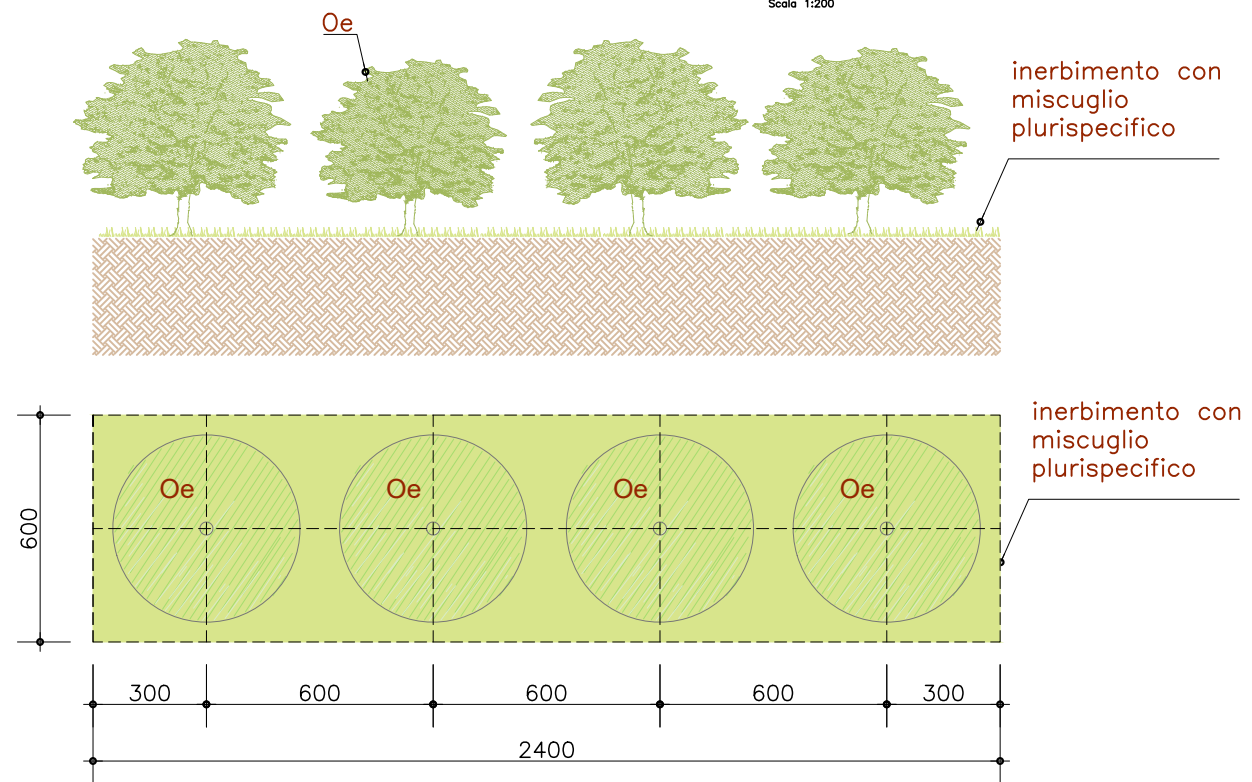 Scala 1:200
Oe
inerbimento con
miscuglio
plurispecifico
inerbimento con
miscuglio
plurispecifico
Oe
Oe
Oe
Oe
600
300
600
600
600
300
2400